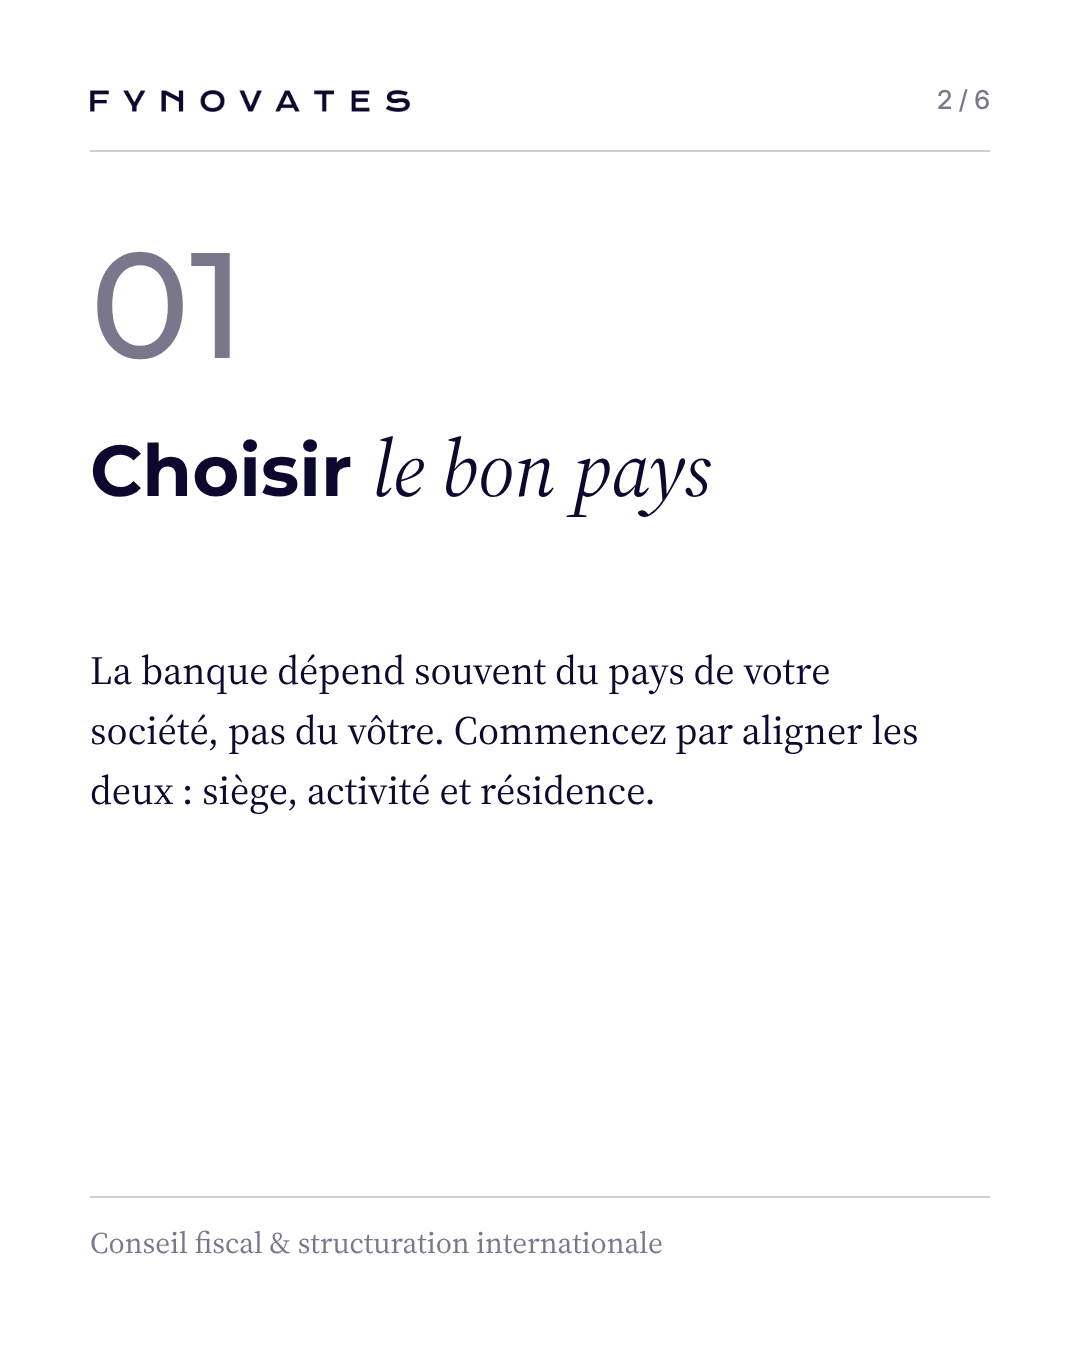 FYNOVATES
2 / 6
01
Choisir le bon pays
La banque dépend souvent du pays de votre
société, pas du vôtre. Commencez par aligner les
deux : siège, activité et résidence.
Conseil fiscal & structuration internationale